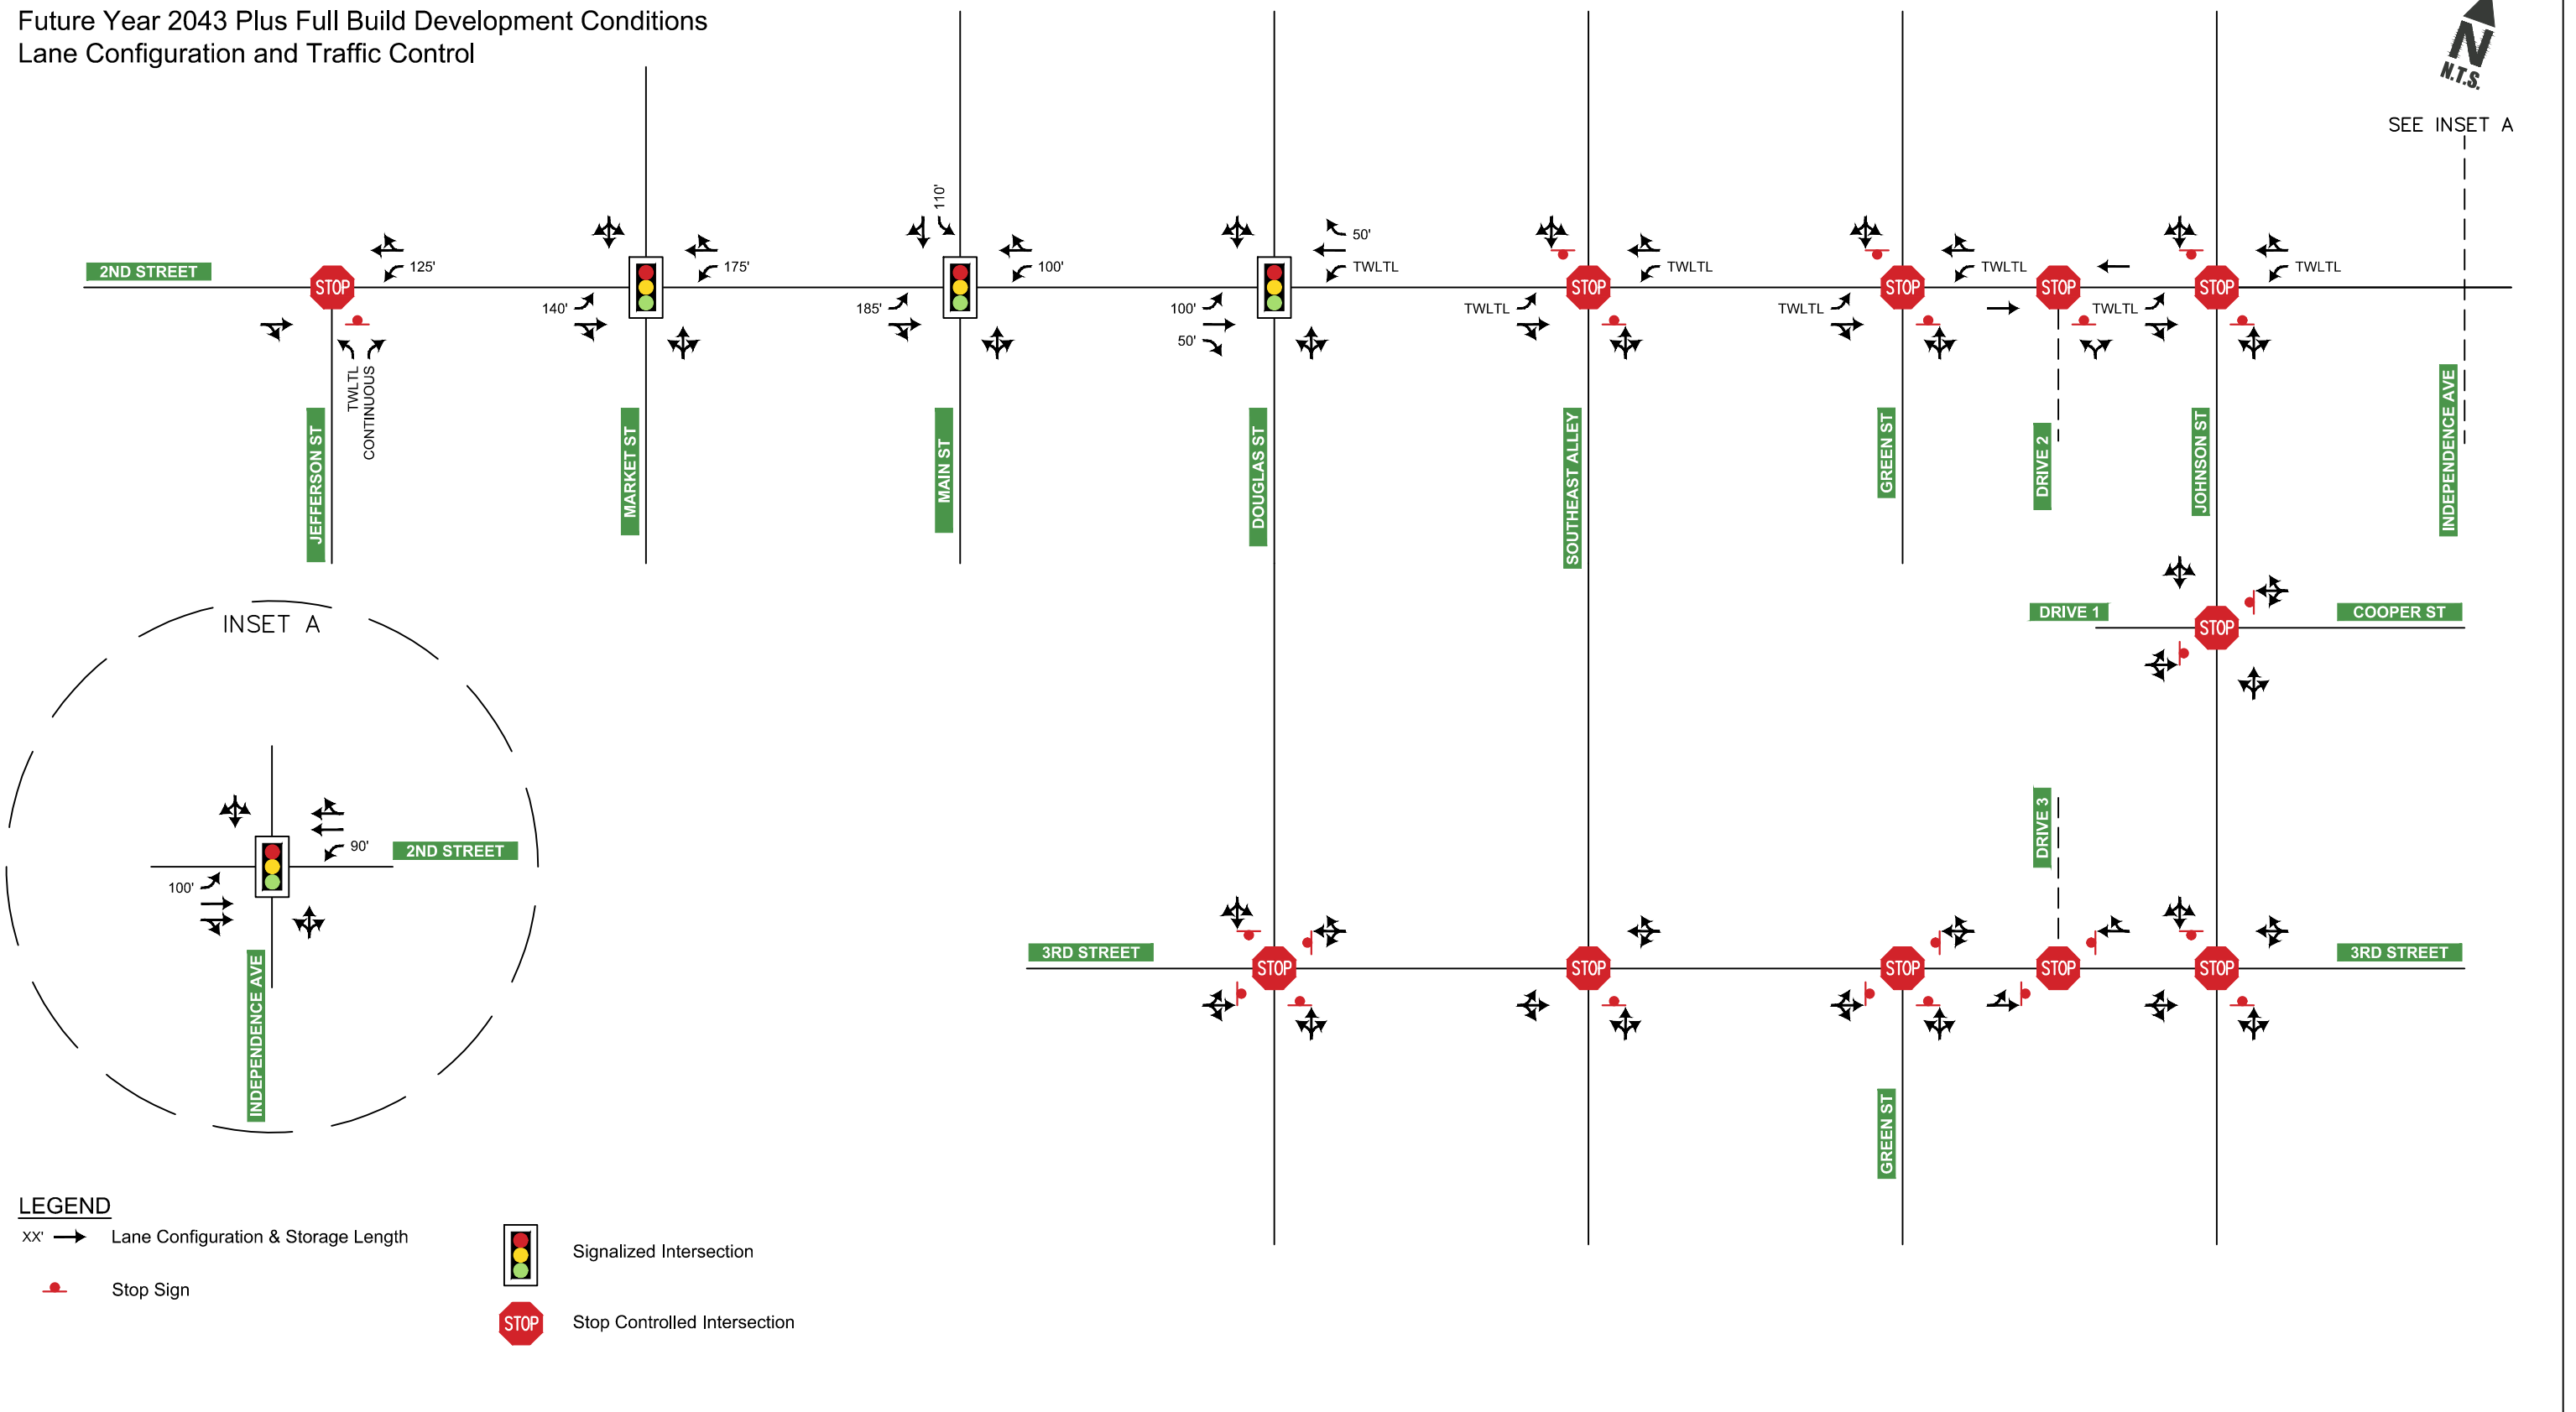 Future Year 2043 Plus Full Build Development Conditions
Lane Configuration and Traffic Control
N
N.T.S.
SEE INSET A
110'
50'
2ND STREET
STOP
125'
175'
100'
TWLTL
STOP
TWLTL
STOP
TWLTL
STOP
STOP
TWLTL
140'
185'
100'
TWLTL
TWLTL
TWLTL
50'
TWLTL
CONTINUOUS
JEFFERSON ST
MARKET ST
MAIN ST
DOUGLAS ST
SOUTHEAST ALLEY
GREEN ST
DRIVE 2
JOHNSON ST
INDEPENDENCE AVE
DRIVE 1
STOP
COOPER ST
INSET A
90'
2ND STREET
100'
INDEPENDENCE AVE
DRIVE 3
3RD STREET
STOP
STOP
STOP
STOP
STOP
3RD STREET
GREEN ST
LEGEND
XX'
Lane Configuration & Storage Length
Stop Sign
Signalized Intersection
STOP
Stop Controlled Intersection